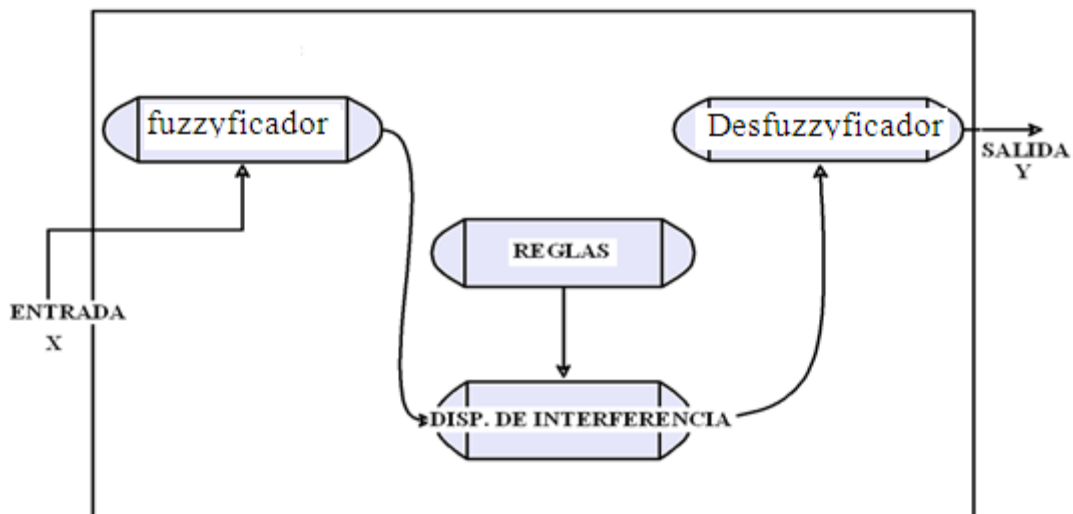 fuzzyficador
Desfuzzyficador
SALIDA
Y
REGLAS
ENTRADA
X
DISP. DE INTERFERENCIA